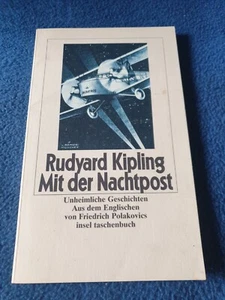 Rudyard Kipling
Mit der Nachtpost
Unheimliche Geschichten
Aus dem Englischen
von Friedrich Polakovics
insel taschenbuch